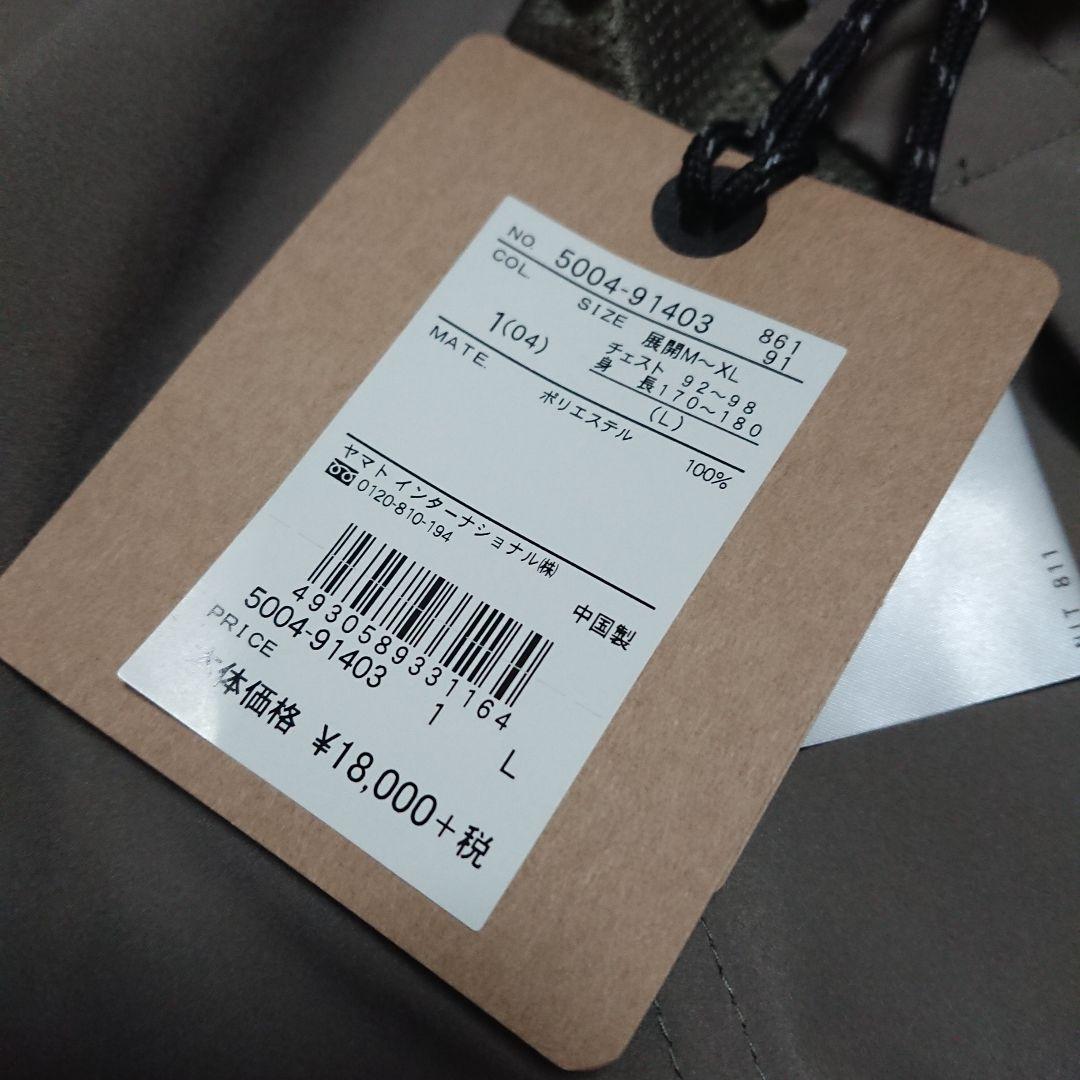 NO. 5004-91403 861
COL. SIZE 展開M～XL 91
1(04) チェスト 92～98
身 長170～180
MATE. (L)
ポリエステル 100%
ヤマト インターナショナル㈱
0120-810-194
中国製
4930589331164
5004-91403 1 L
PRICE
本体価格 ¥18,000+税
LT 811